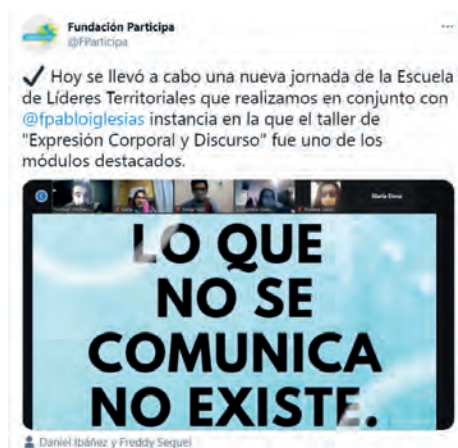 Fundación Participa
@FParticipa
Hoy se llevó a cabo una nueva jornada de la Escuela
de Líderes Territoriales que realizamos en conjunto con
@fpabloiglesias instancia en la que el taller de
"Expresión Corporal y Discurso" fue uno de los
módulos destacados.
María Elena
LO QUE
NO SE
COMUNICA
NO EXISTE.
Daniel Ibáñez y Freddy Seguel